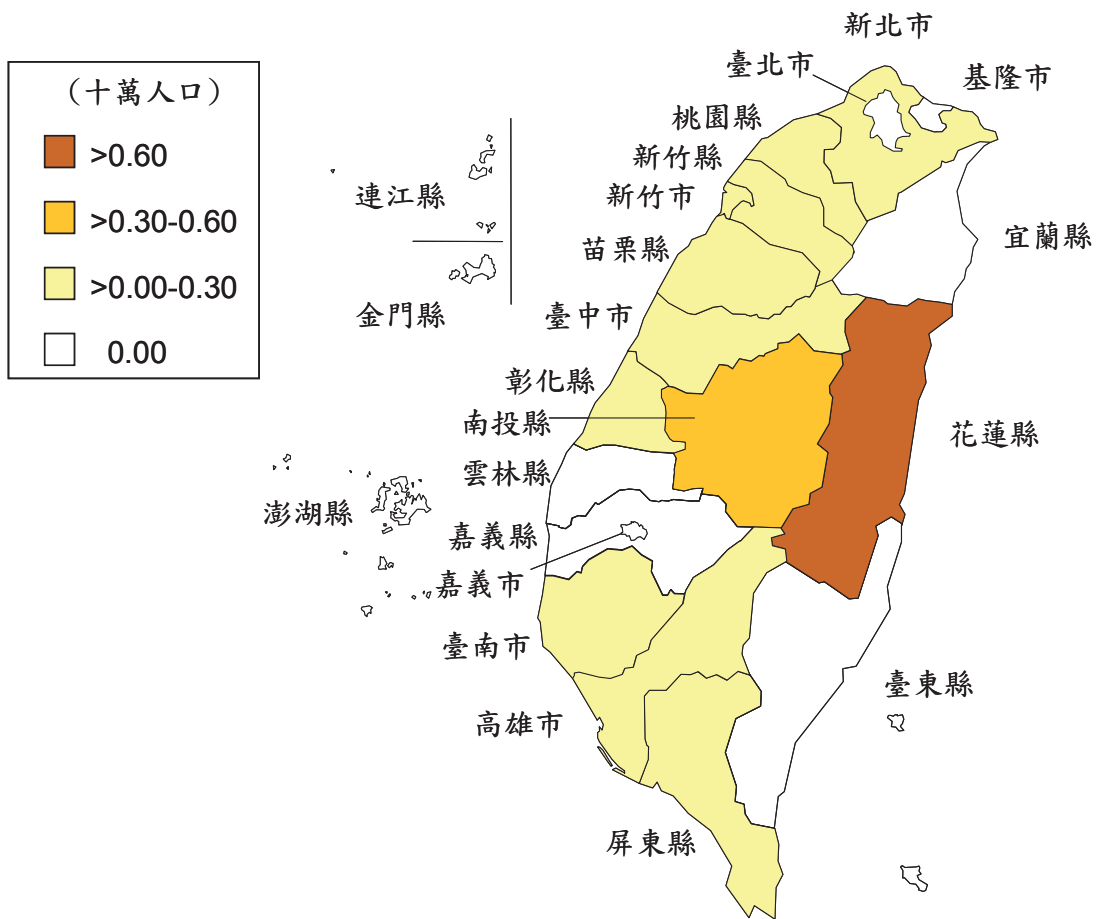 （十萬人口）
>0.60
>0.30-0.60
>0.00-0.30
0.00
新北市
臺北市
基隆市
桃園縣
新竹縣
連江縣
新竹市
宜蘭縣
苗栗縣
金門縣
臺中市
彰化縣
南投縣
花蓮縣
雲林縣
澎湖縣
嘉義縣
嘉義市
臺南市
臺東縣
高雄市
屏東縣